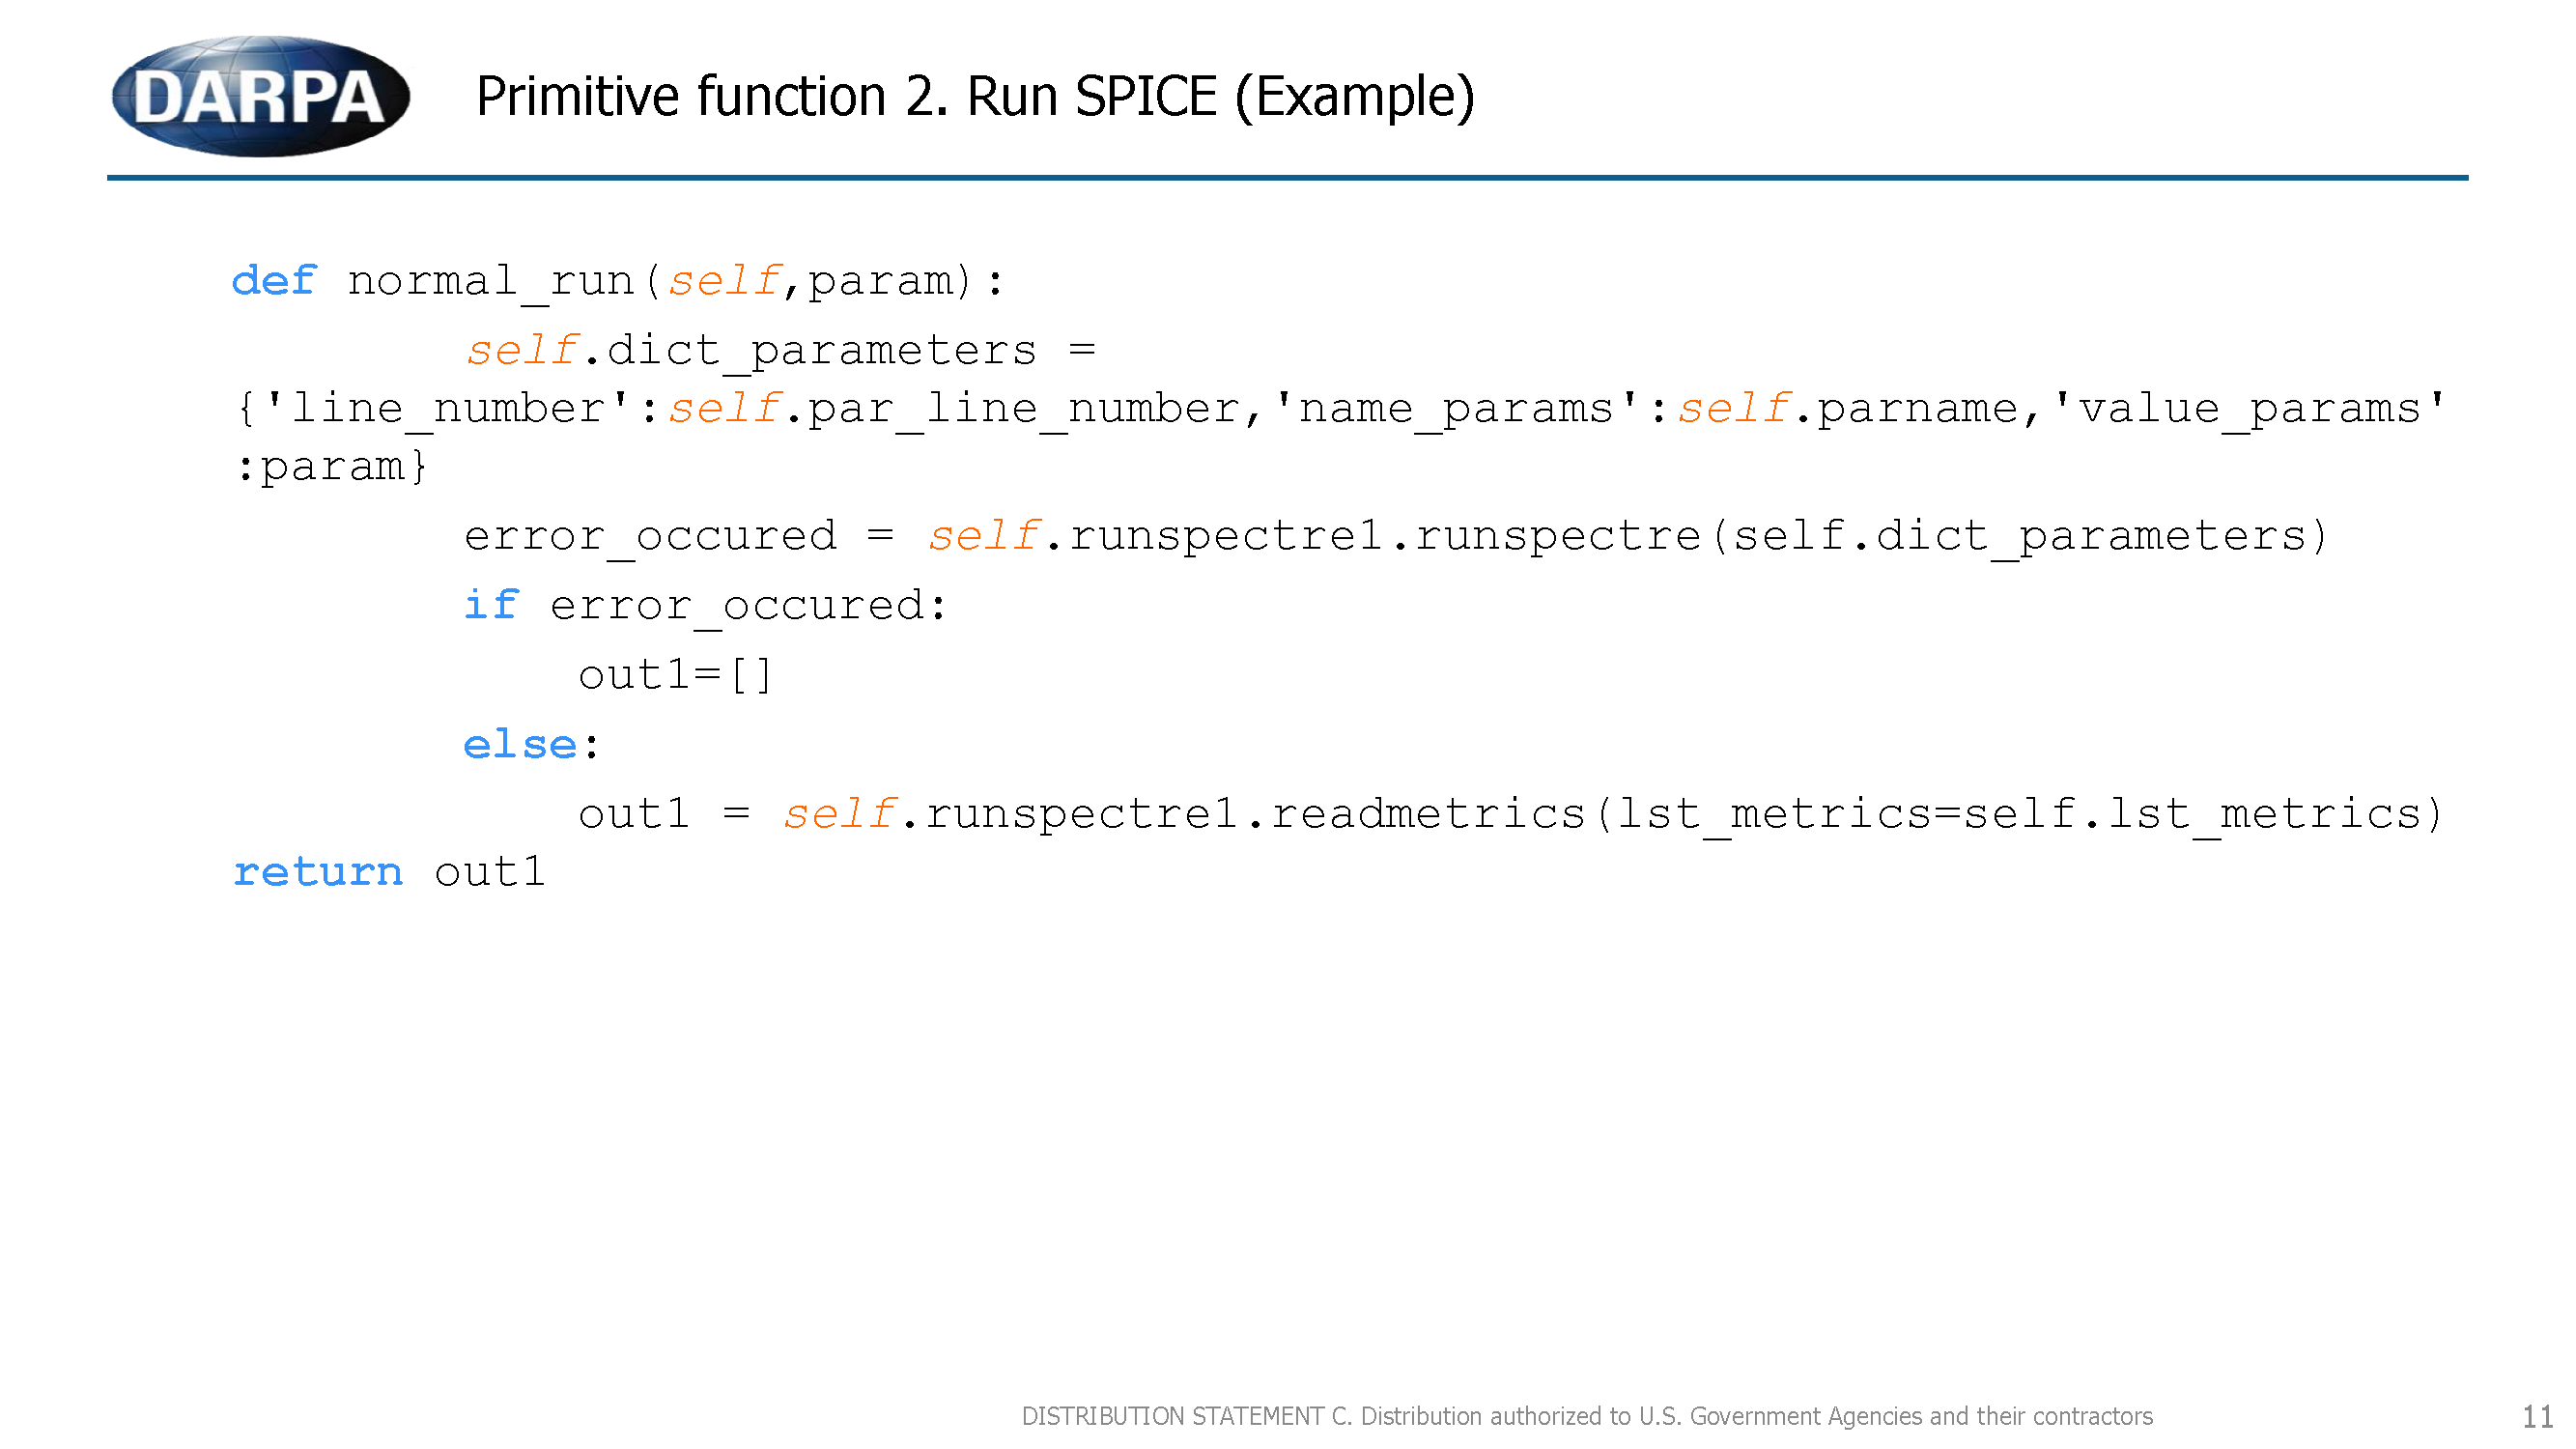 DARPA
Primitive function 2. Run SPICE (Example)
def normal_run(self,param):
self.dict_parameters =
{'line_number':self.par_line_number,'name_params':self.parname,'value_params'
:param}
error_occured = self.runspectre1.runspectre(self.dict_parameters)
if error_occured:
out1=[]
else:
out1 = self.runspectre1.readmetrics(lst_metrics=self.lst_metrics)
return out1
DISTRIBUTION STATEMENT C. Distribution authorized to U.S. Government Agencies and their contractors
11